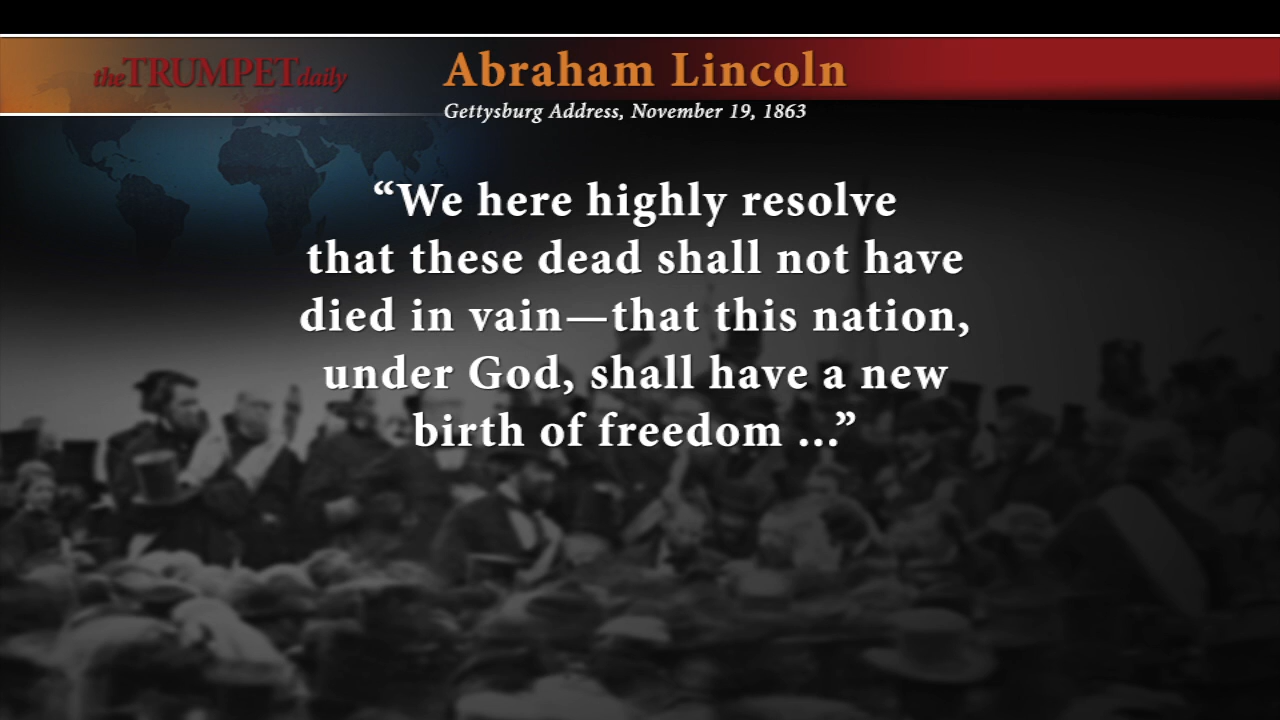 theTRUMPETdaily
Abraham Lincoln
Gettysburg Address, November 19, 1863
“We here highly resolve
that these dead shall not have
died in vain—that this nation,
under God, shall have a new
birth of freedom ...”